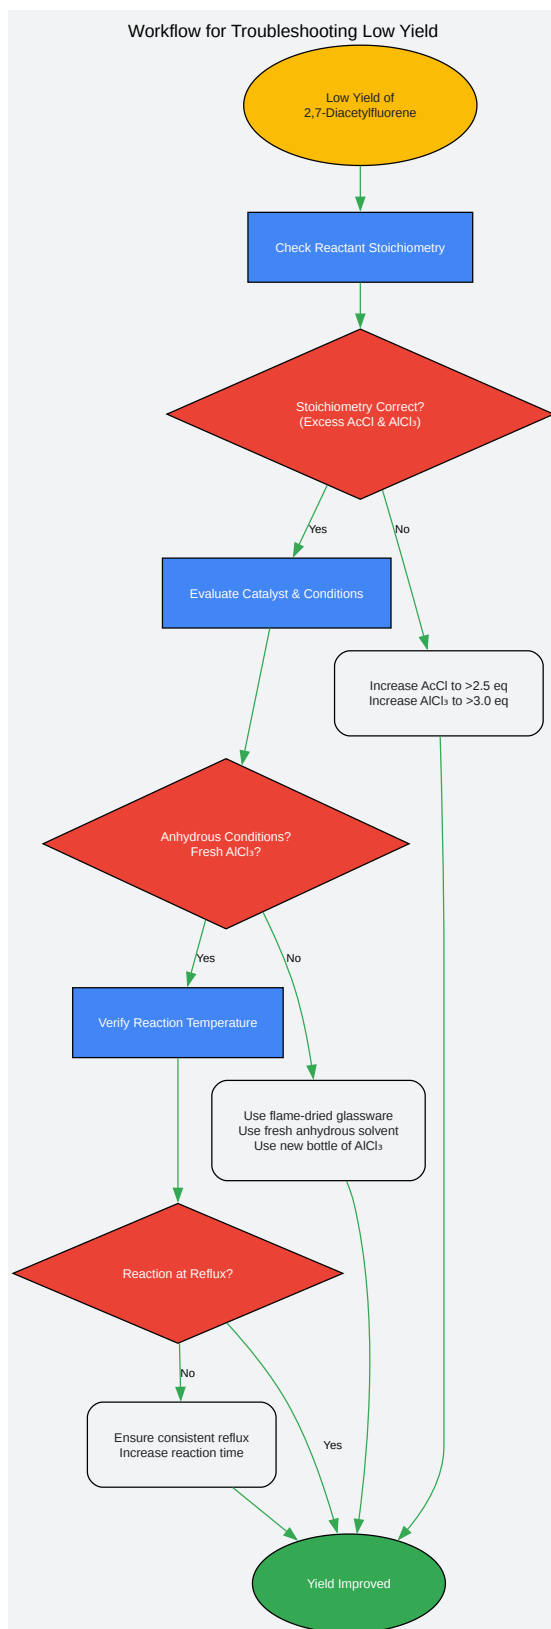 Workflow for Troubleshooting Low Yield
Low Yield of
2,7-Diacetylfluorene
Check Reactant Stoichiometry
Stoichiometry Correct?
(Excess AcCl & AlCl₃)
Yes
No
Evaluate Catalyst & Conditions
Increase AcCl to >2.5 eq
Increase AlCl₃ to >3.0 eq
Anhydrous Conditions?
Fresh AlCl₃?
Yes
No
Verify Reaction Temperature
Use flame-dried glassware
Use fresh anhydrous solvent
Use new bottle of AlCl₃
Reaction at Reflux?
No
Ensure consistent reflux
Increase reaction time
Yes
Yield Improved